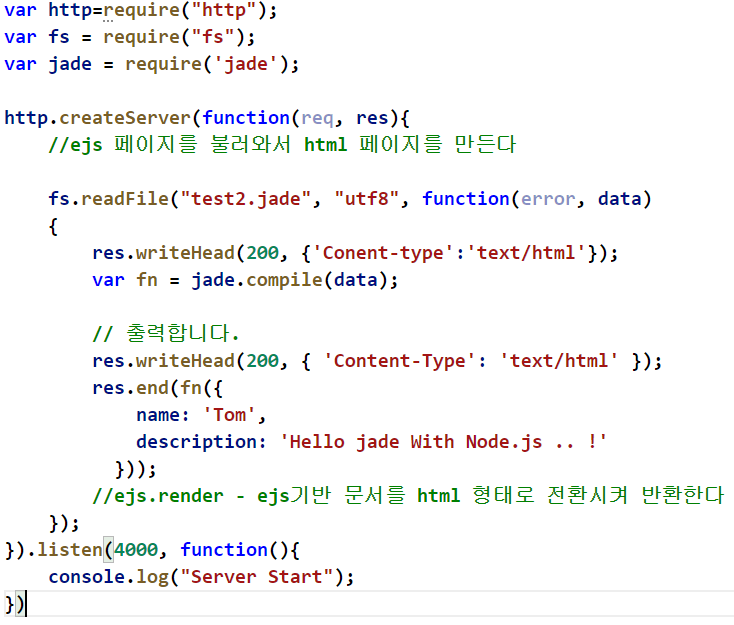 var http=require("http");
var fs = require("fs");
var jade = require('jade');
http.createServer(function(req, res){
//ejs 페이지를 불러와서 html 페이지를 만든다
fs.readFile("test2.jade", "utf8", function(error, data)
{
res.writeHead(200, {'Conent-type':'text/html'});
var fn = jade.compile(data);
// 출력합니다.
res.writeHead(200, { 'Content-Type': 'text/html' });
res.end(fn({
name: 'Tom',
description: 'Hello jade With Node.js .. !'
}));
//ejs.render - ejs기반 문서를 html 형태로 전환시켜 반환한다
});
}).listen(4000, function(){
console.log("Server Start");
})